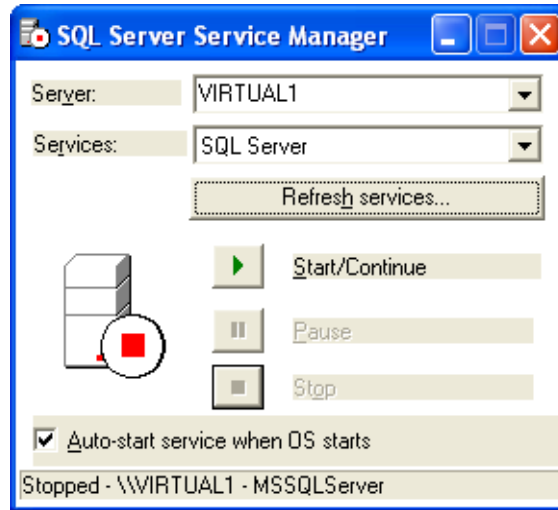 SQL Server Service Manager
Server: VIRTUAL1
Services: SQL Server
Refresh services...
Start/Continue
Pause
Stop
Auto-start service when OS starts
Stopped - \\VIRTUAL1 - MSSQLServer